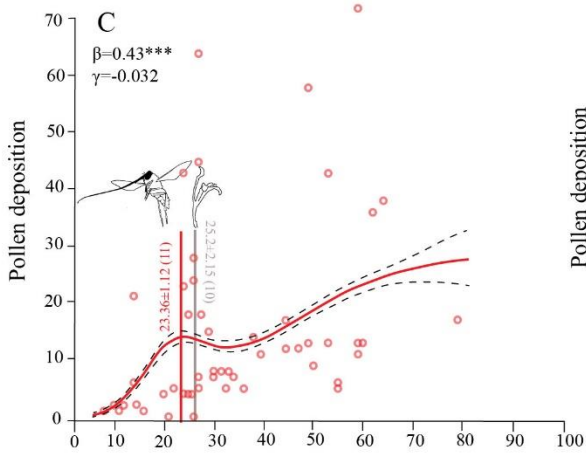 C
β=0.43***
γ=-0.032
Pollen deposition
70
60
50
40
30
20
10
0
23.36±1.12 (11)
25.2±2.15 (10)
0 10 20 30 40 50 60 70 80 90 100
Pollen deposition